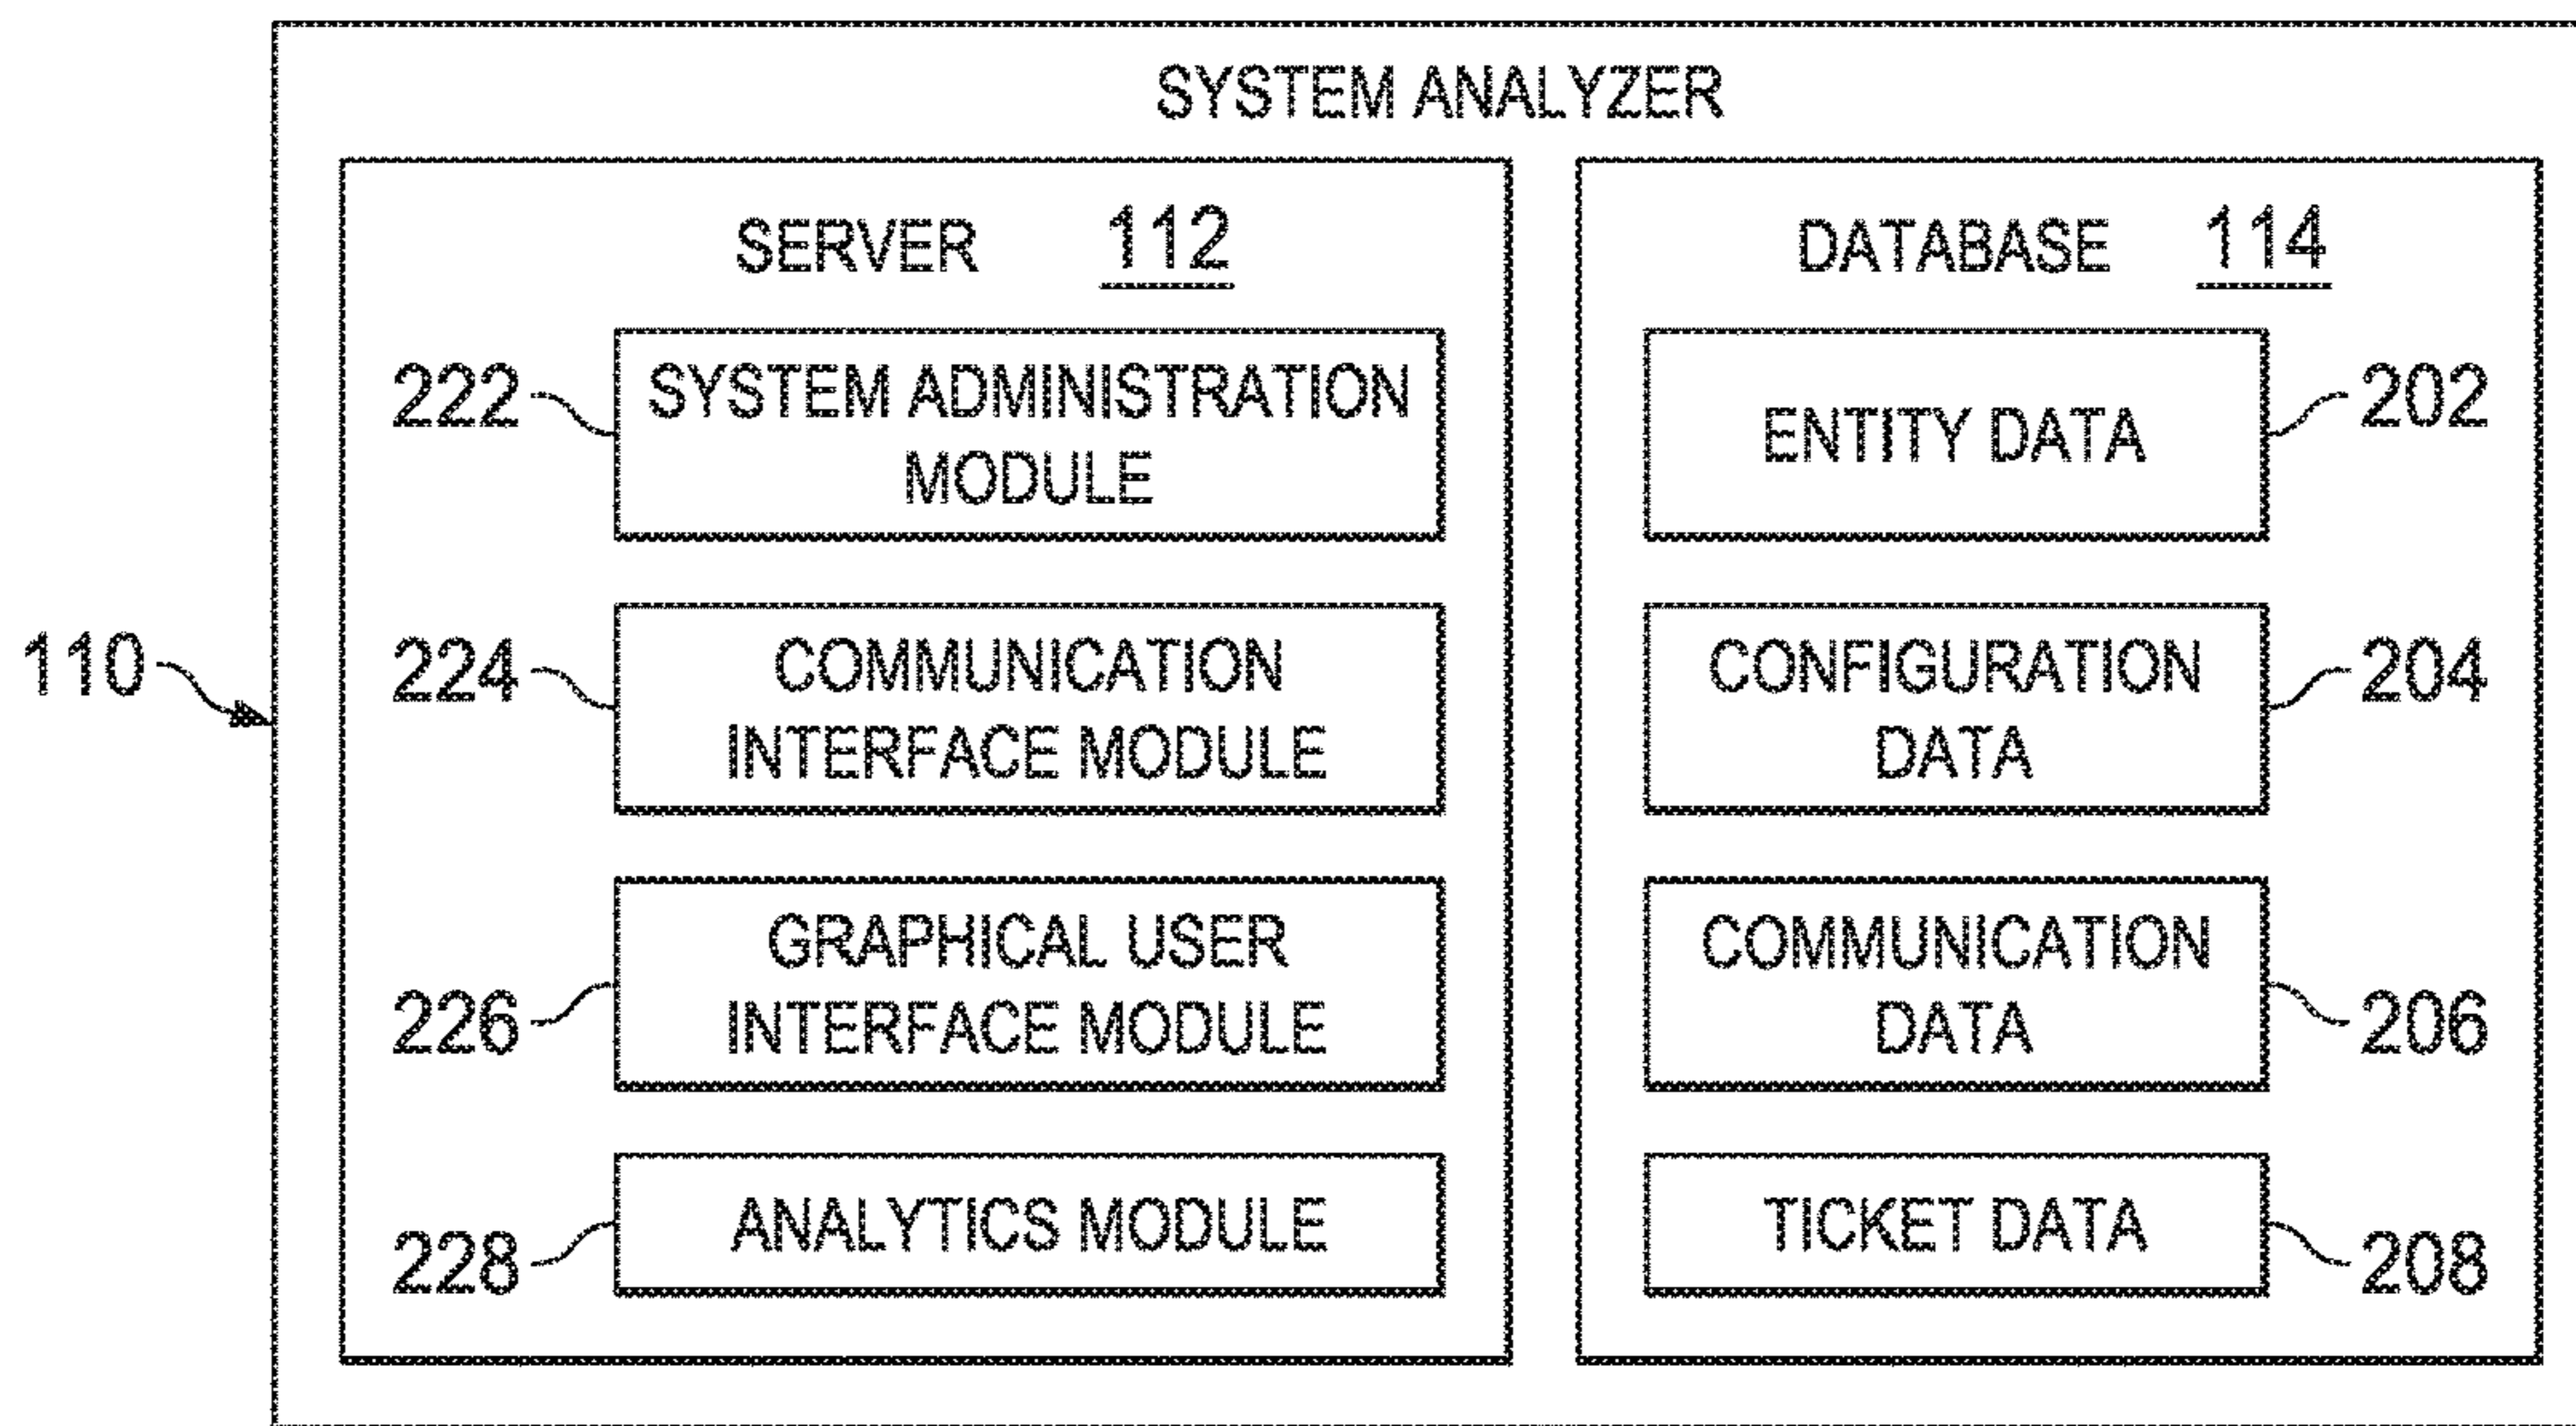 SYSTEM ANALYZER
SERVER 112
222
SYSTEM ADMINISTRATION
MODULE
110
224
COMMUNICATION
INTERFACE MODULE
226
GRAPHICAL USER
INTERFACE MODULE
228
ANALYTICS MODULE
DATABASE 114
ENTITY DATA
202
CONFIGURATION
DATA
204
COMMUNICATION
DATA
206
TICKET DATA
208